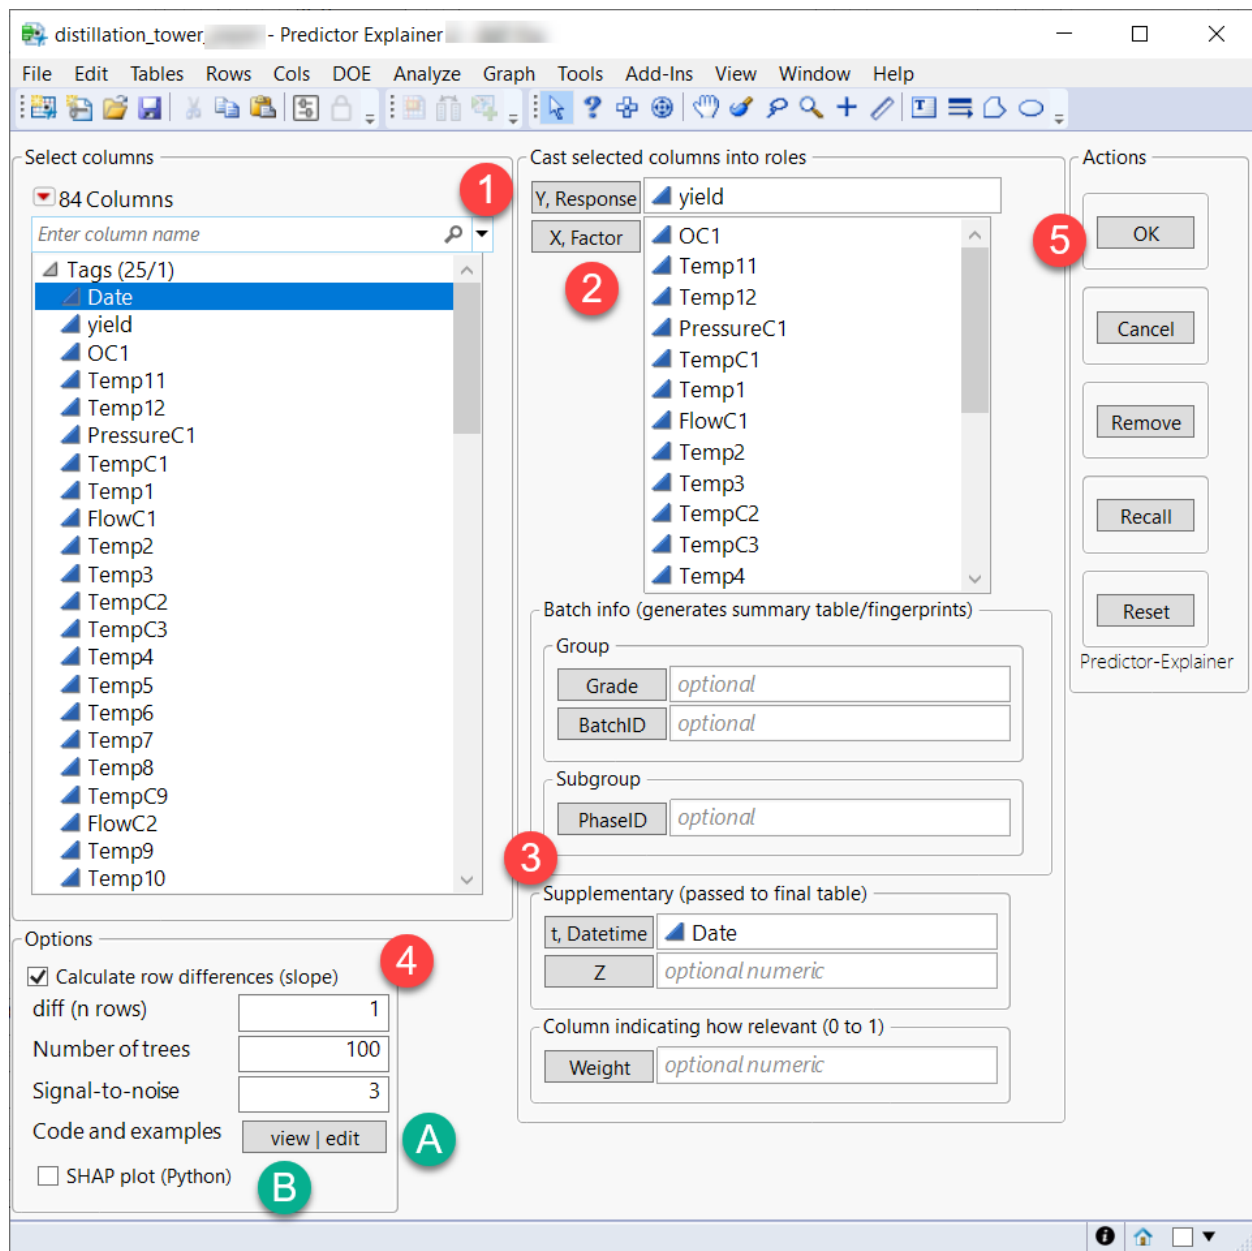 distillation_tower_ - Predictor Explainer
File Edit Tables Rows Cols DOE Analyze Graph Tools Add-Ins View Window Help
Select columns
84 Columns
Enter column name
Tags (25/1)
Date
yield
OC1
Temp11
Temp12
PressureC1
TempC1
Temp1
FlowC1
Temp2
Temp3
TempC2
TempC3
Temp4
Temp5
Temp6
Temp7
Temp8
TempC9
FlowC2
Temp9
Temp10
1
Cast selected columns into roles
Y, Response yield
X, Factor
2
OC1
Temp11
Temp12
PressureC1
TempC1
Temp1
FlowC1
Temp2
Temp3
TempC2
TempC3
Temp4
Batch info (generates summary table/fingerprints)
Group
Grade optional
BatchID optional
Subgroup
PhaseID optional
3
Supplementary (passed to final table)
t, Datetime Date
Z optional numeric
Column indicating how relevant (0 to 1)
Weight optional numeric
Actions
5
OK
Cancel
Remove
Recall
Reset
Predictor-Explainer
Options
4
Calculate row differences (slope)
diff (n rows) 1
Number of trees 100
Signal-to-noise 3
Code and examples view | edit A
SHAP plot (Python) B